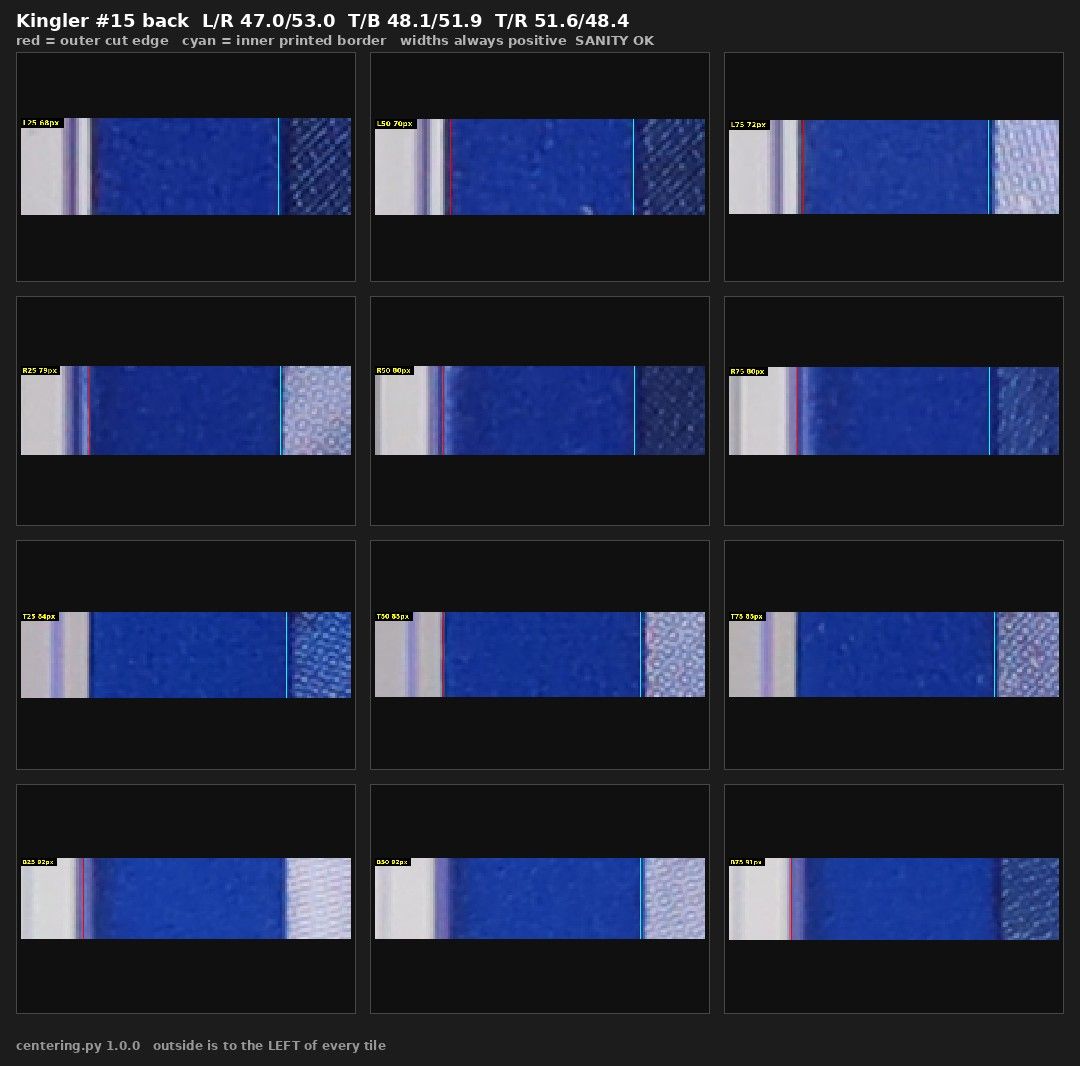 Kingler #15 back  L/R 47.0/53.0  T/B 48.1/51.9  T/R 51.6/48.4
red = outer cut edge   cyan = inner printed border   widths always positive  SANITY OK
L25 68px
L50 70px
L75 72px
R25 79px
R50 80px
R75 80px
T25 84px
T50 85px
T75 85px
B25 92px
B50 92px
B75 91px
centering.py 1.0.0   outside is to the LEFT of every tile